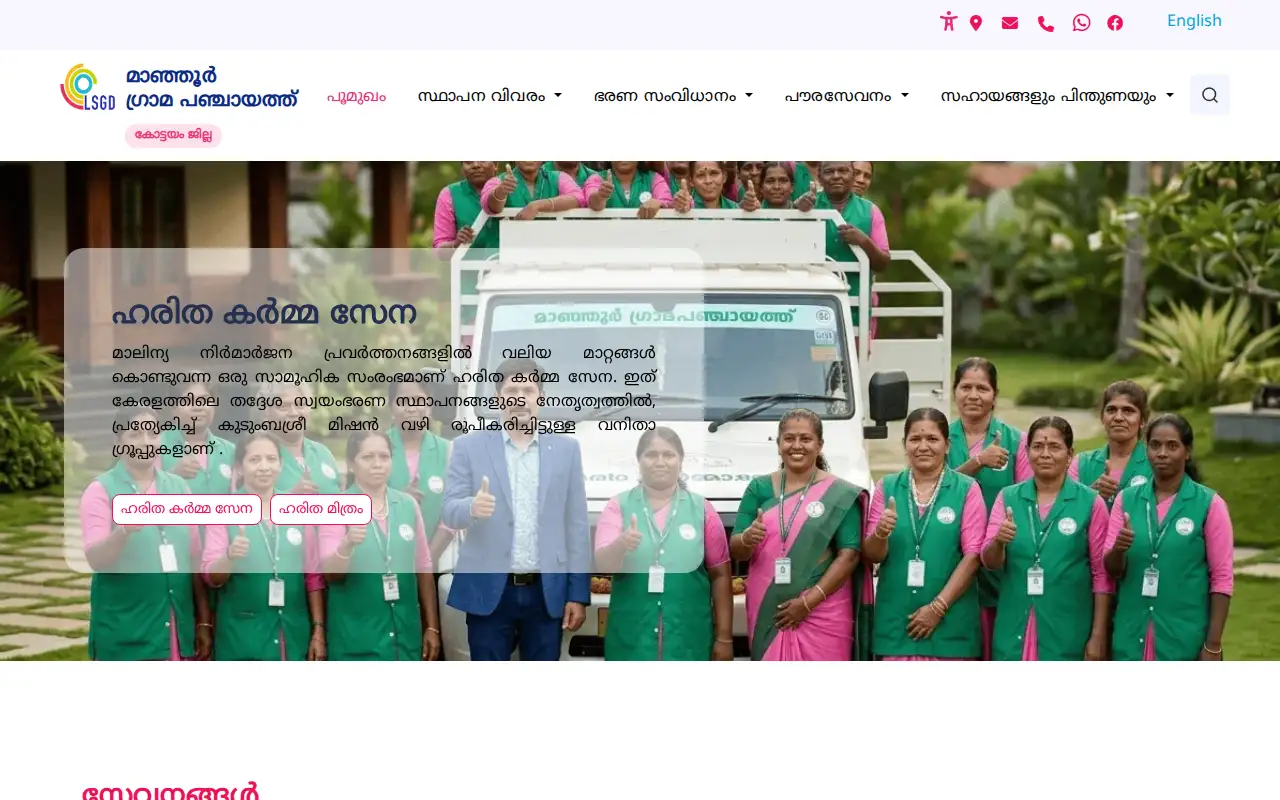 English
മാഞ്ഞൂർ
ഗ്രാമ പഞ്ചായത്ത്
LSGD
കോട്ടയം ജില്ല
പൂമുഖം
സ്ഥാപന വിവരം
ഭരണ സംവിധാനം
പൗരസേവനം
സഹായങ്ങളും പിന്തുണയും
മാഞ്ഞൂർ ഗ്രാമപഞ്ചായത്ത്
ഹരിത കർമ്മ സേന
മാലിന്യ നിർമാർജന പ്രവർത്തനങ്ങളിൽ വലിയ മാറ്റങ്ങൾ
കൊണ്ടുവന്ന ഒരു സാമൂഹിക സംരംഭമാണ് ഹരിത കർമ്മ സേന. ഇത്
കേരളത്തിലെ തദ്ദേശ സ്വയംഭരണ സ്ഥാപനങ്ങളുടെ നേതൃത്വത്തിൽ,
പ്രത്യേകിച്ച് കുടുംബശ്രീ മിഷൻ വഴി രൂപീകരിച്ചിട്ടുള്ള വനിതാ
ഗ്രൂപ്പുകളാണ് .
ഹരിത കർമ്മ സേന
ഹരിത മിത്രം
സേവനങ്ങൾ